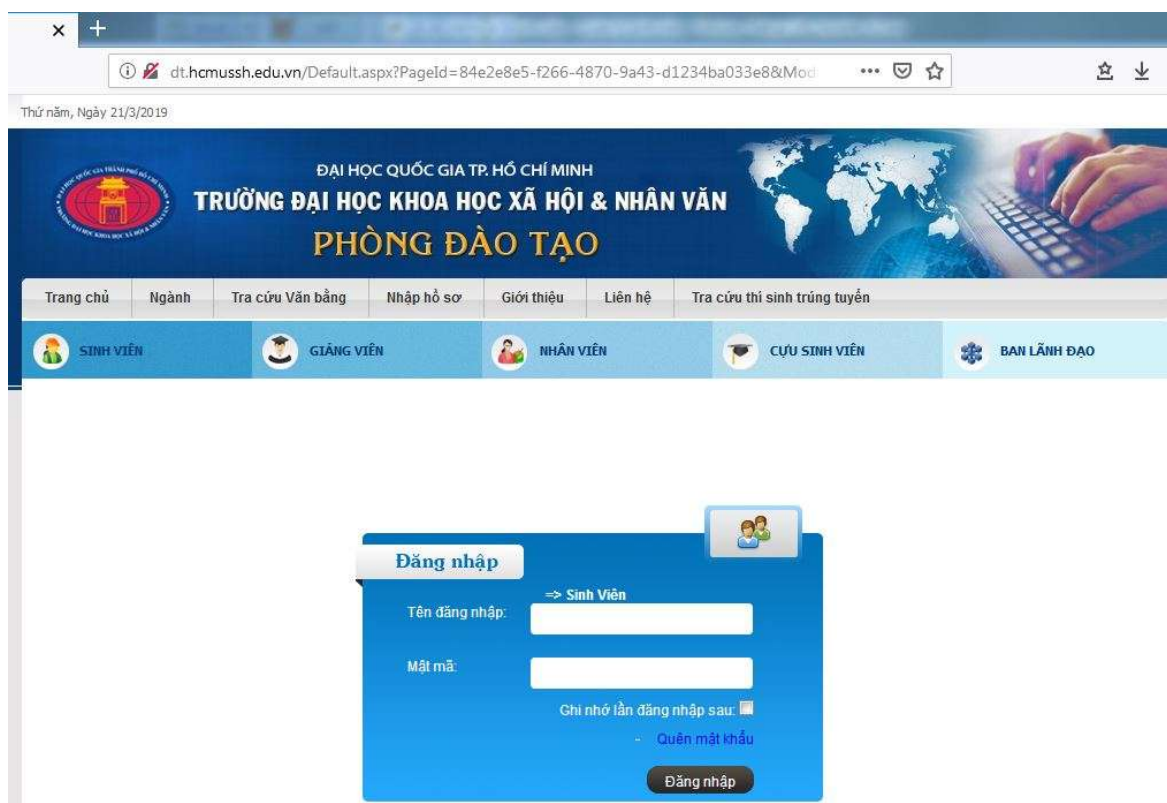 dt.hcmussh.edu.vn/Default.aspx?PageId=84e2e8e5-f266-4870-9a43-d1234ba033e8&Mod
Thứ năm, Ngày 21/3/2019
ĐẠI HỌC QUỐC GIA TP. HỒ CHÍ MINH
TRƯỜNG ĐẠI HỌC KHOA HỌC XÃ HỘI & NHÂN VĂN
PHÒNG ĐÀO TẠO
Trang chủ Ngành Tra cứu Văn bằng Nhập hồ sơ Giới thiệu Liên hệ Tra cứu thí sinh trúng tuyển
SINH VIÊN GIẢNG VIÊN NHÂN VIÊN CỰU SINH VIÊN BAN LÃNH ĐẠO
Đăng nhập
=> Sinh Viên
Tên đăng nhập:
Mật mã:
Ghi nhớ lần đăng nhập sau:
- Quên mật khẩu
Đăng nhập